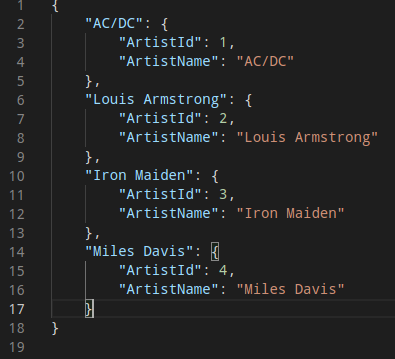 1 {
2     "AC/DC": {
3         "ArtistId": 1,
4         "ArtistName": "AC/DC"
5     },
6     "Louis Armstrong": {
7         "ArtistId": 2,
8         "ArtistName": "Louis Armstrong"
9     },
10     "Iron Maiden": {
11         "ArtistId": 3,
12         "ArtistName": "Iron Maiden"
13     },
14     "Miles Davis": {
15         "ArtistId": 4,
16         "ArtistName": "Miles Davis"
17     }
18 }
19